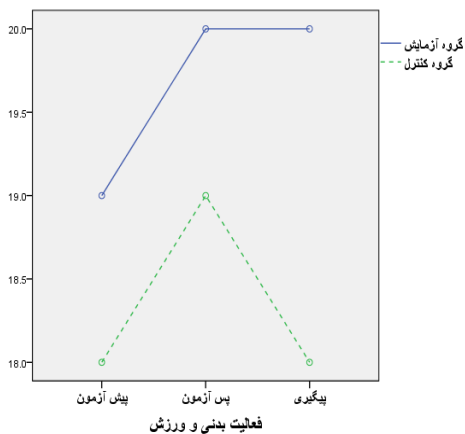 20.0
19.5
19.0
18.5
18.0
گروه آزمایش
گروه کنترل
پیش آزمون
پس آزمون
پیگیری
فعالیت بدنی و ورزش